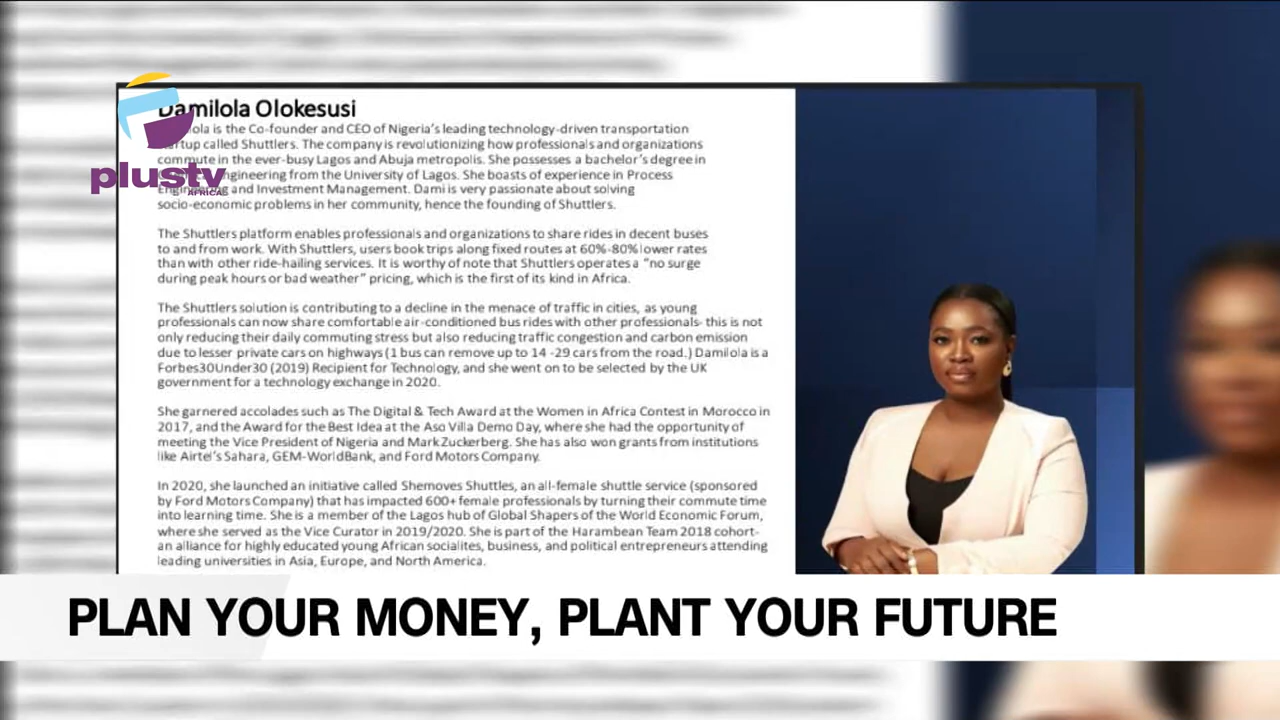 Damilola Olokesusi
is the Co-founder and CEO of Nigeria's leading technology-driven transportation
startup called Shuttlers. The company is revolutionizing how professionals and organizations
commute in the ever-busy Lagos and Abuja metropolis. She possesses a bachelor's degree in
Engineering from the University of Lagos. She boasts of experience in Process
Engineering and Investment Management. Dami is very passionate about solving
socio-economic problems in her community, hence the founding of Shuttlers.
plustv
AFRICA
The Shuttlers platform enables professionals and organizations to share rides in decent buses
to and from work. With Shuttlers, users book trips along fixed routes at 60%-80% lower rates
than with other ride-hailing services. It is worthy of note that Shuttlers operates a “no surge
during peak hours or bad weather” pricing, which is the first of its kind in Africa.
The Shuttlers solution is contributing to a decline in the menace of traffic in cities, as young
professionals can now share comfortable air-conditioned bus rides with other professionals- this is not
only reducing their daily commuting stress but also reducing traffic congestion and carbon emission
due to lesser private cars on highways (1 bus can remove up to 14 -29 cars from the road.) Damilola is a
Forbes30Under30 (2019) Recipient for Technology, and she went on to be selected by the UK
government for a technology exchange in 2020.
She garnered accolades such as The Digital & Tech Award at the Women in Africa Contest in Morocco in
2017, and the Award for the Best Idea at the Aso Villa Demo Day, where she had the opportunity of
meeting the Vice President of Nigeria and Mark Zuckerberg. She has also won grants from institutions
like Airtel's Sahara, GEM-WorldBank, and Ford Motors Company.
In 2020, she launched an initiative called Shemoves Shuttles, an all-female shuttle service (sponsored
by Ford Motors Company) that has impacted 600+ female professionals by turning their commute time
into learning time. She is a member of the Lagos hub of Global Shapers of the World Economic Forum,
where she served as the Vice Curator in 2019/2020. She is part of the Harambean Team 2018 cohort-
an alliance for highly educated young African socialites, business, and political entrepreneurs attending
leading universities in Asia, Europe, and North America.
PLAN YOUR MONEY, PLANT YOUR FUTURE